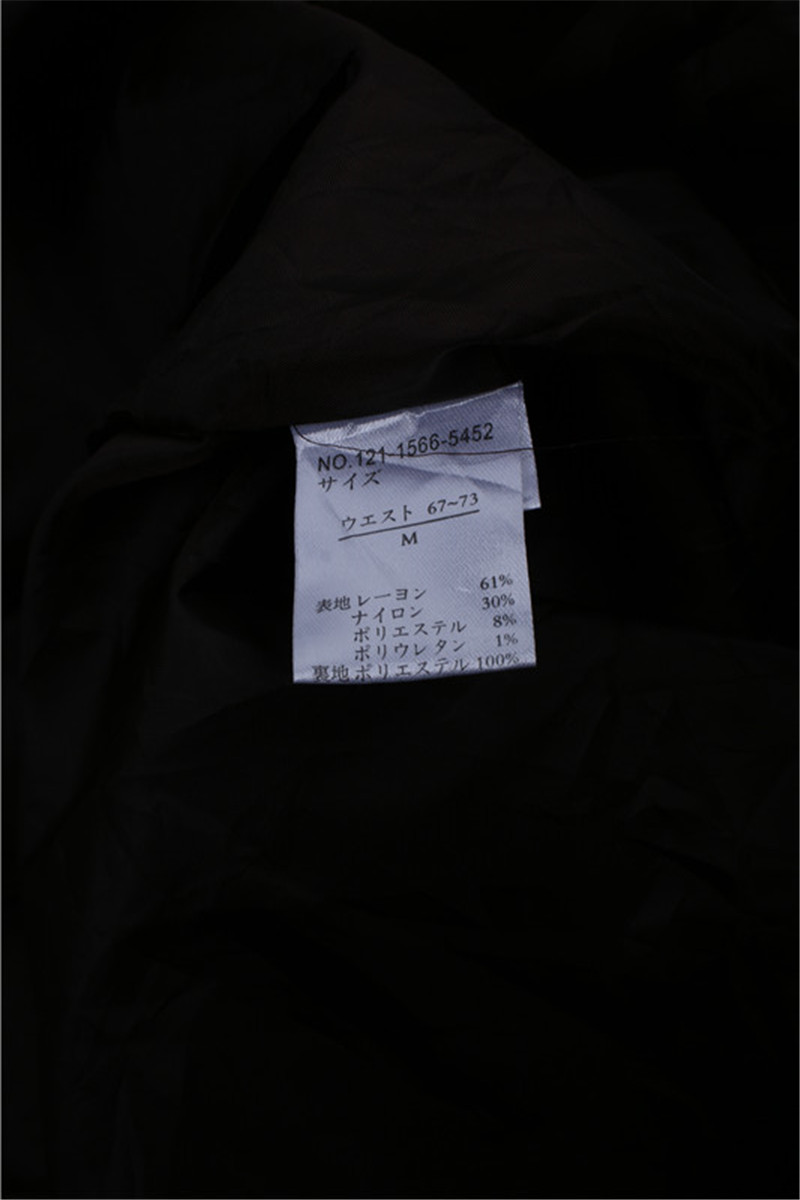 NO.121-1566-5452
サイズ
ウエスト 67~73
M
表地レーヨン 61%
ナイロン 30%
ポリエステル 8%
ポリウレタン 1%
裏地ポリエステル 100%